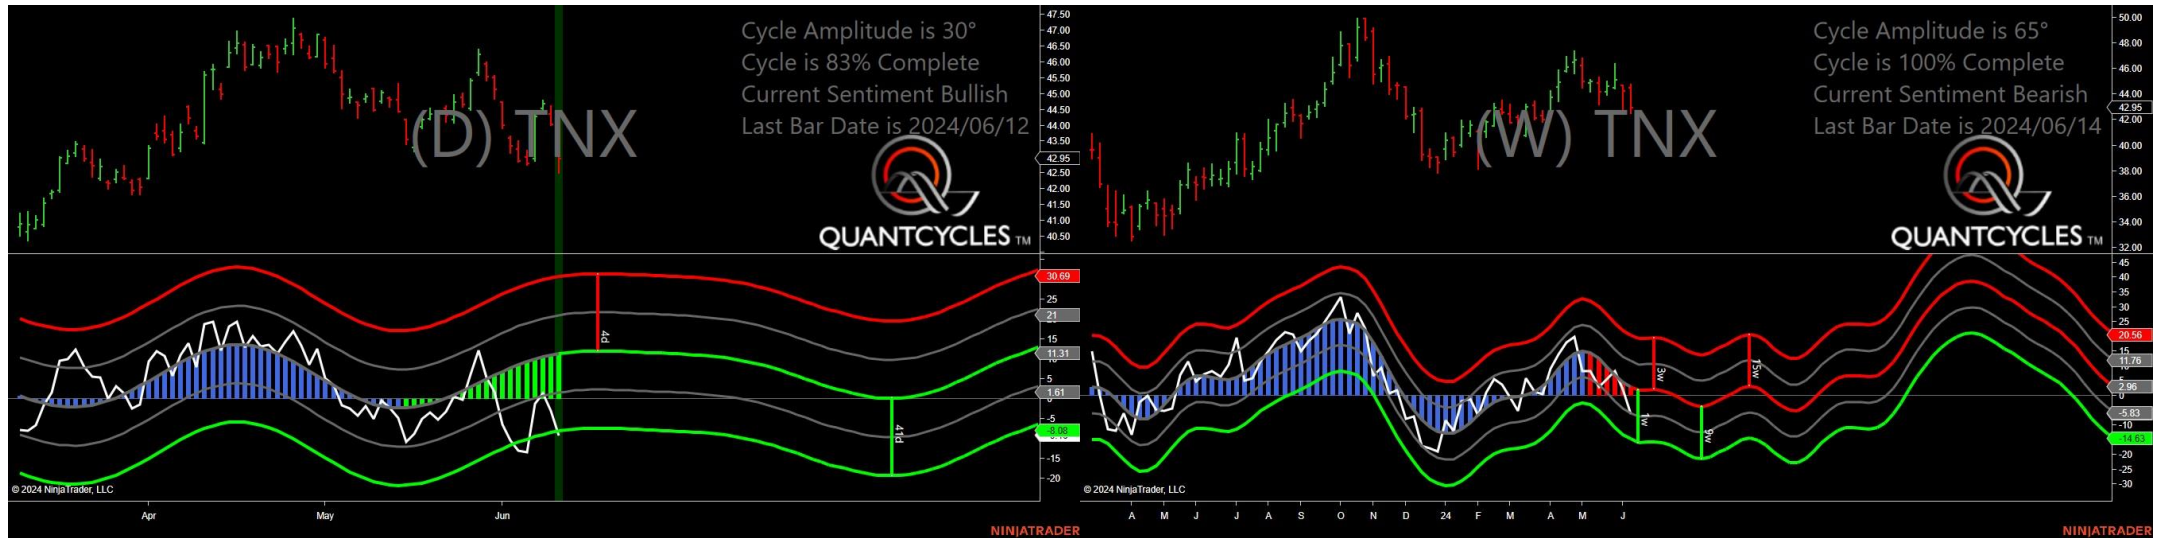 Cycle Amplitude is 30°
Cycle is 83% Complete
Current Sentiment Bullish
Last Bar Date is 2024/06/12
(D) TNX
QUANTCYCLES TM
47.50
47.00
46.50
46.00
45.50
45.00
44.50
44.00
43.50
42.95
42.50
42.00
41.50
41.00
40.50
30.69
25
21
15
11.31
5
1.61
0
-5
-8.08
-15
-20
4d
41d
© 2024 NinjaTrader, LLC
Apr
May
Jun
NINJATRADER
Cycle Amplitude is 65°
Cycle is 100% Complete
Current Sentiment Bearish
Last Bar Date is 2024/06/14
(W) TNX
QUANTCYCLES TM
50.00
48.00
46.00
44.00
42.95
42.00
40.00
38.00
36.00
34.00
32.00
45
40
35
30
25
20.56
15
11.76
5
2.96
0
-5.83
-10
-14.63
-20
-25
-30
3w
15w
1w
9w
© 2024 NinjaTrader, LLC
A M J J A S O N D 24 F M A M J
NINJATRADER